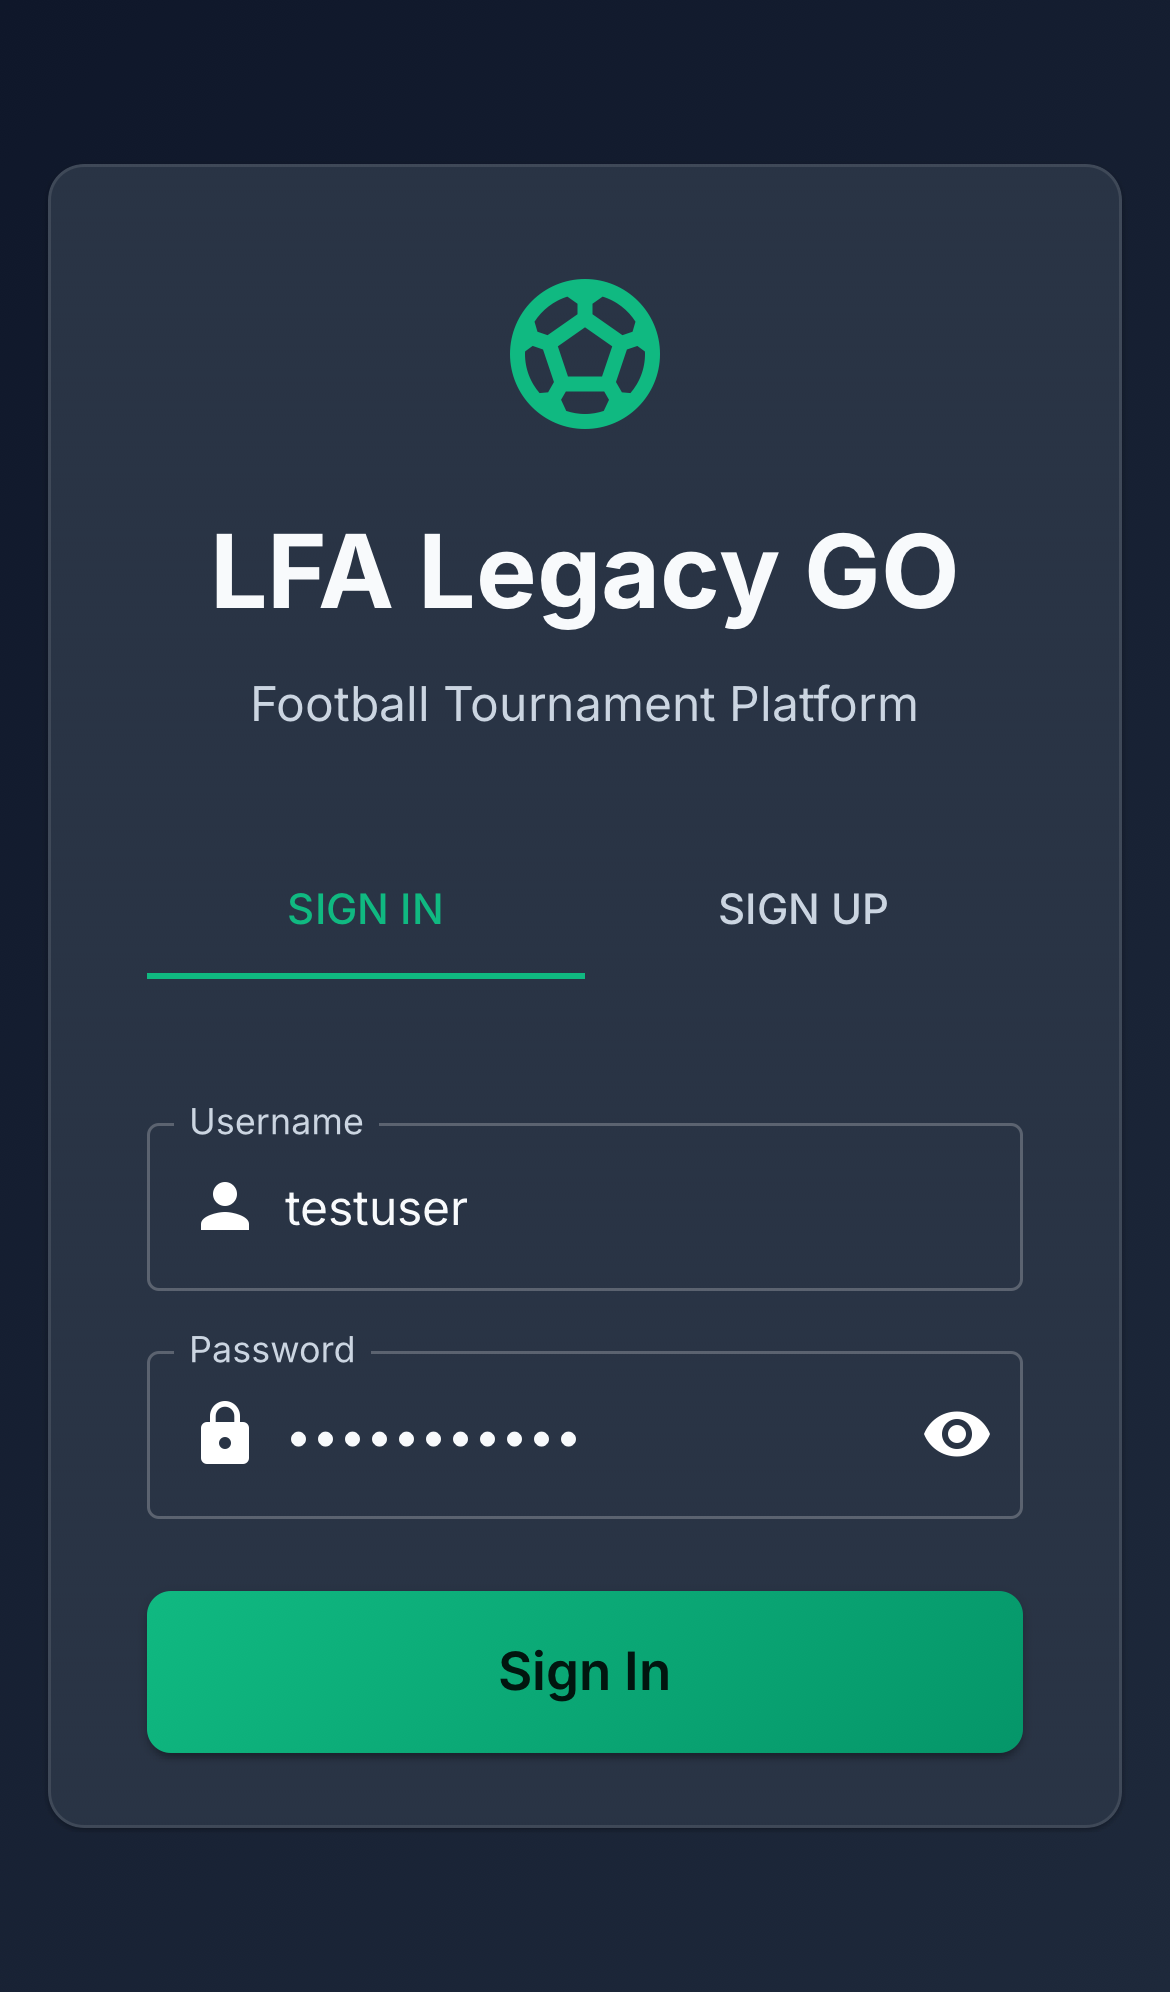 LFA Legacy GO
Football Tournament Platform
SIGN IN SIGN UP
Username
testuser
Password
•••••••••••
Sign In